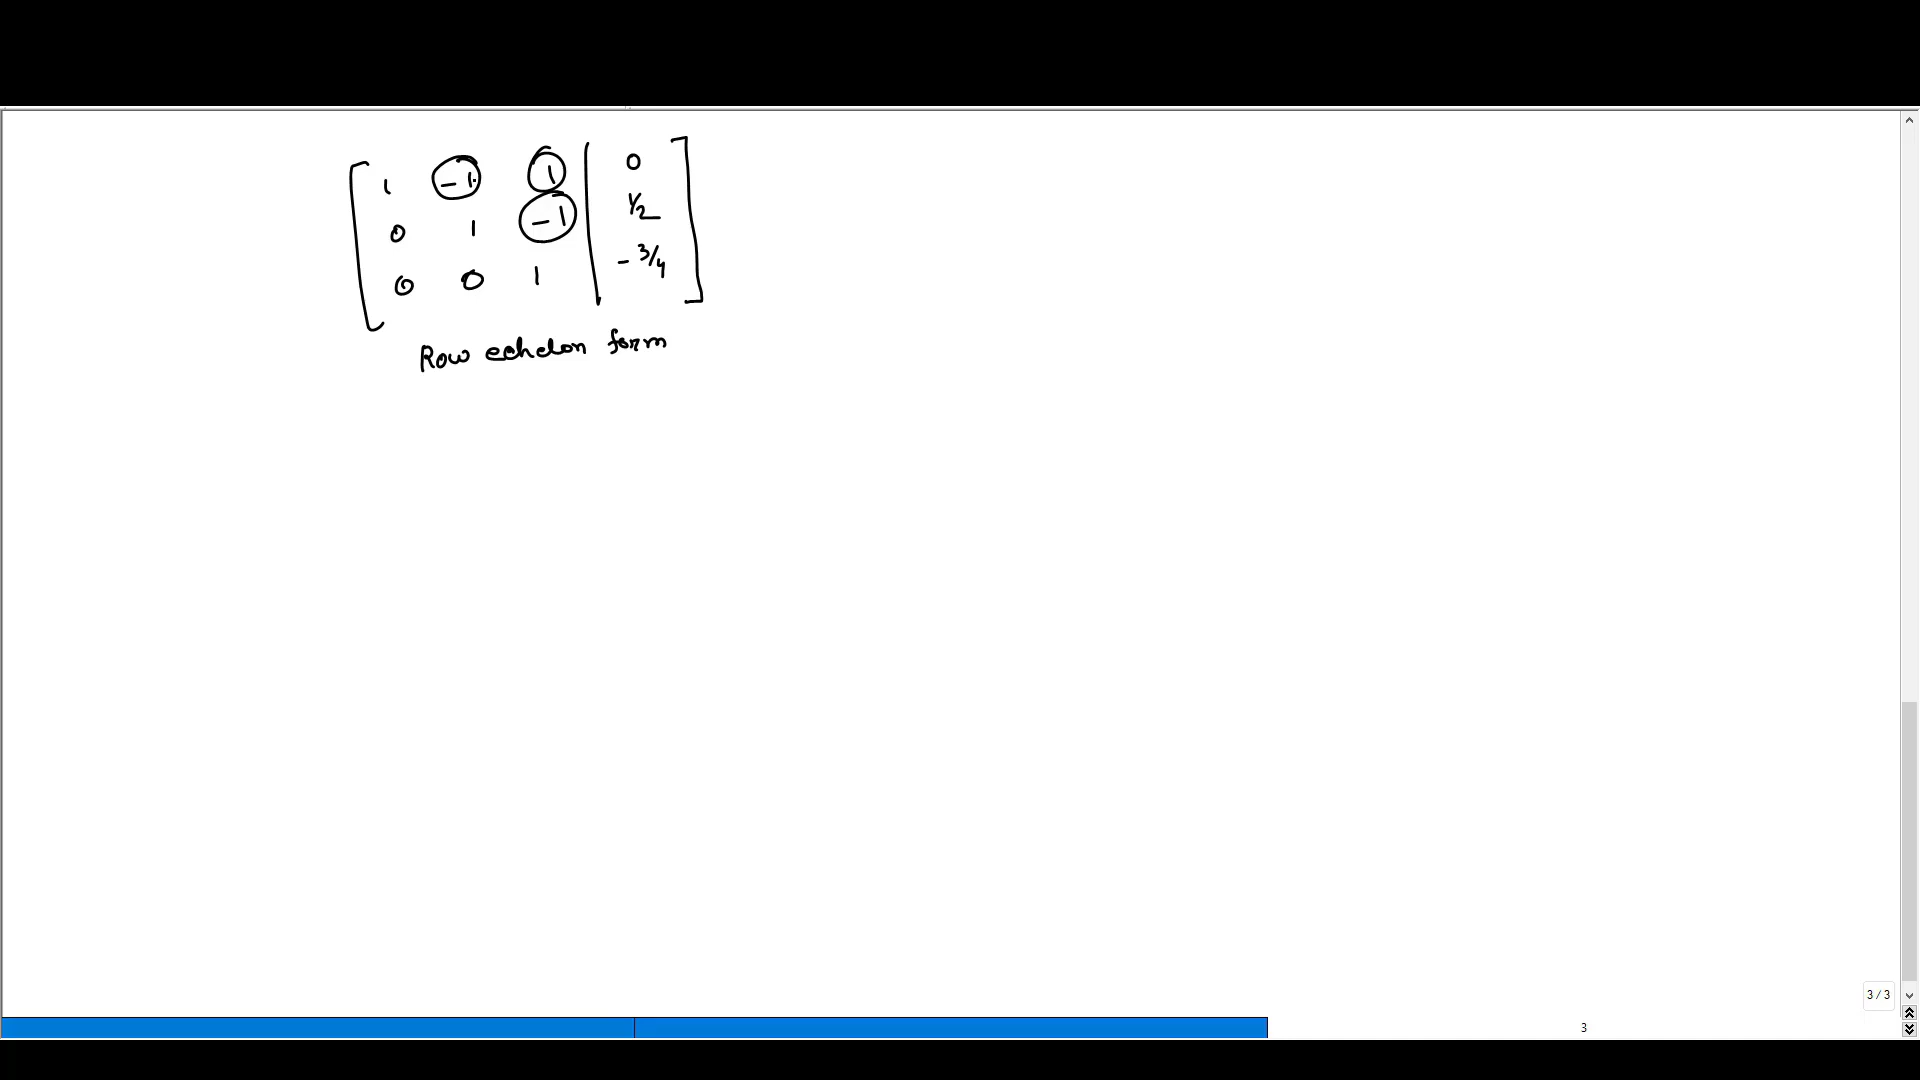 1 -1 1 | 0
0 1 -1 | 1/2
0 0 1 | -3/4
Row echelon form
3 / 3
3